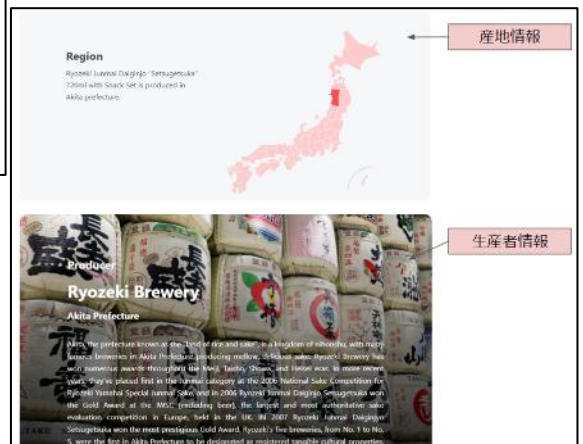 Region
Ryozeki Junmai Daiginjo "Setsugetsuka"
720ml with Snack Set is produced in
Akita prefecture.
産地情報
生産者情報
Producer
Ryozeki Brewery
Akita Prefecture
Akita, the prefecture known as the "land of rice and sake", is a kingdom of nihonshu, with many
famous breweries in Akita Prefecture producing mellow, delicious sake. Ryozeki Brewery has
won numerous awards throughout the Meiji, Taisho, Showa, and Heisei eras. In more recent
years, they've placed first in the Junmai category at the 2006 National Sake Competition for
Ryozeki Yamahai Special Junmai Sake, and in 2006 Ryozeki Junmai Daiginjo Setsugetsuka won
the Gold Award at the IWSC (excluding beer), the largest and most authoritative sake
evaluation competition in Europe, held in the UK. IN 2007 Ryozeki Junmai Daiginjyo
Setsugetsuka won the most prestigious Gold Award. Ryozeki's five breweries, from No. 1 to No.
5, were the first in Akita Prefecture to be designated as registered tangible cultural properties,